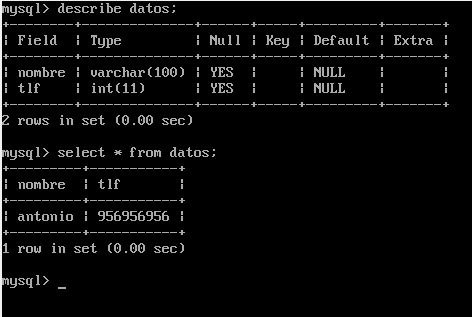 mysql> describe datos;
+--------+--------------+------+-----+---------+-------+
| Field  | Type         | Null | Key | Default | Extra |
+--------+--------------+------+-----+---------+-------+
| nombre | varchar(100) | YES  |     | NULL    |       |
| tlf    | int(11)      | YES  |     | NULL    |       |
+--------+--------------+------+-----+---------+-------+
2 rows in set (0.00 sec)
mysql> select * from datos;
+---------+-----------+
| nombre  | tlf       |
+---------+-----------+
| antonio | 956956956 |
+---------+-----------+
1 row in set (0.00 sec)
mysql> _